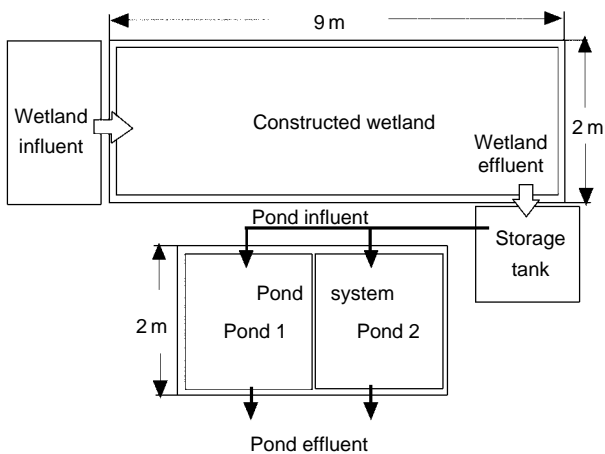 9 m
Wetland
influent
Constructed wetland
Wetland
effluent
2 m
Pond influent
Storage
tank
Pond system
2 m
Pond 1
Pond 2
Pond effluent